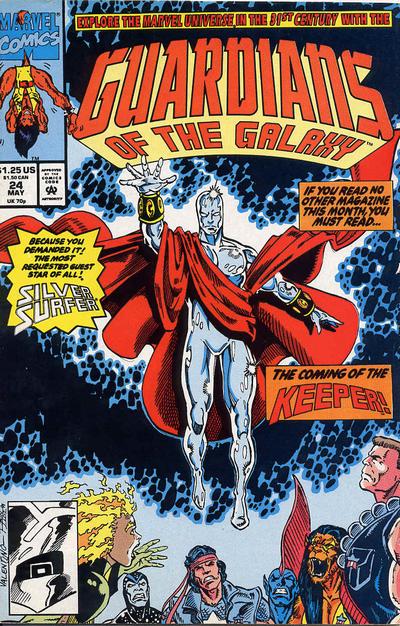 MARVEL
COMICS
EXPLORE THE MARVEL UNIVERSE IN THE 31ST CENTURY WITH THE
GUARDIANS
OF THE GALAXY™
$1.25 US
$1.50 CAN
24
MAY
UK 70p
APPROVED
BY THE
COMICS
CODE
AUTHORITY
TM
IF YOU READ NO
OTHER MAGAZINE
THIS MONTH, YOU
MUST READ...
BECAUSE YOU
DEMANDED IT!
THE MOST
REQUESTED GUEST
STAR OF ALL!
SILVER
SURFER!
THE COMING OF THE
KEEPER!
VALENTINO